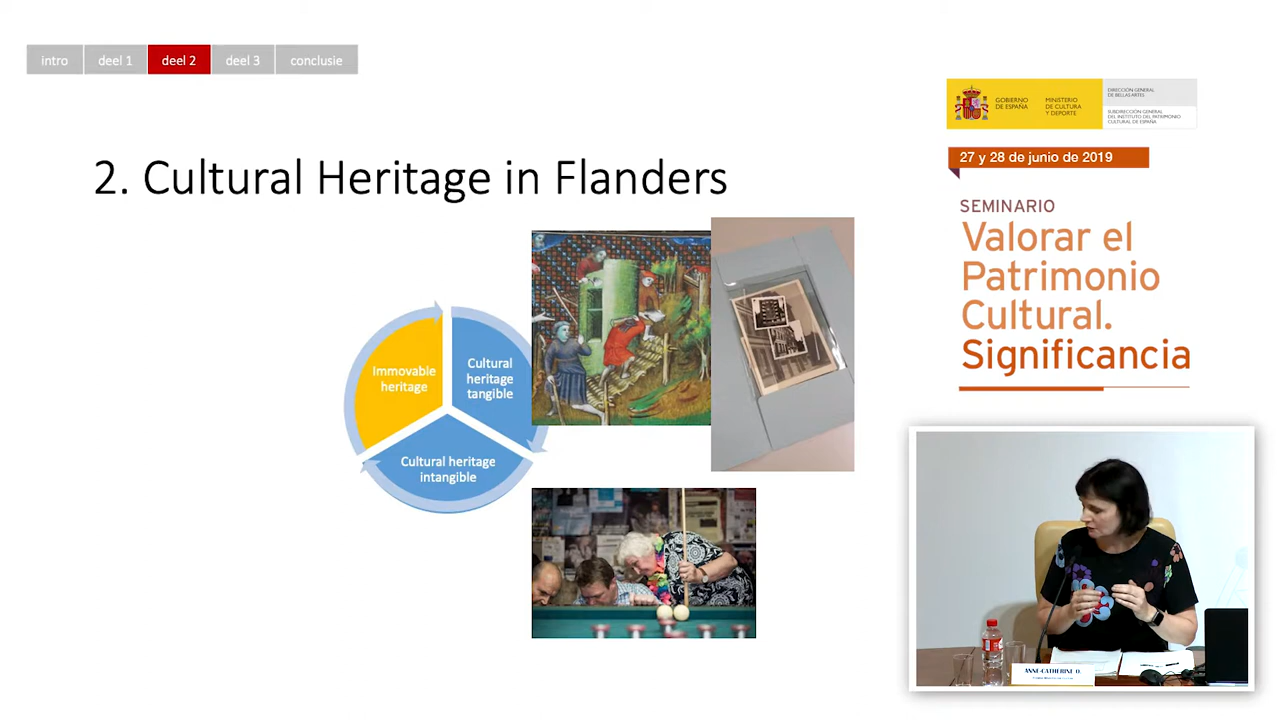 intro
deel 1
deel 2
deel 3
conclusie
2. Cultural Heritage in Flanders
Immovable
heritage
Cultural
heritage
tangible
Cultural heritage
intangible
GOBIERNO
DE ESPAÑA
MINISTERIO
DE CULTURA
Y DEPORTE
DIRECCIÓN GENERAL
DE BELLAS ARTES
SUBDIRECCIÓN GENERAL
DEL INSTITUTO DEL PATRIMONIO
CULTURAL DE ESPAÑA
27 y 28 de junio de 2019
SEMINARIO
Valorar el
Patrimonio
Cultural.
Significancia
ANNE-CATHERINE O.